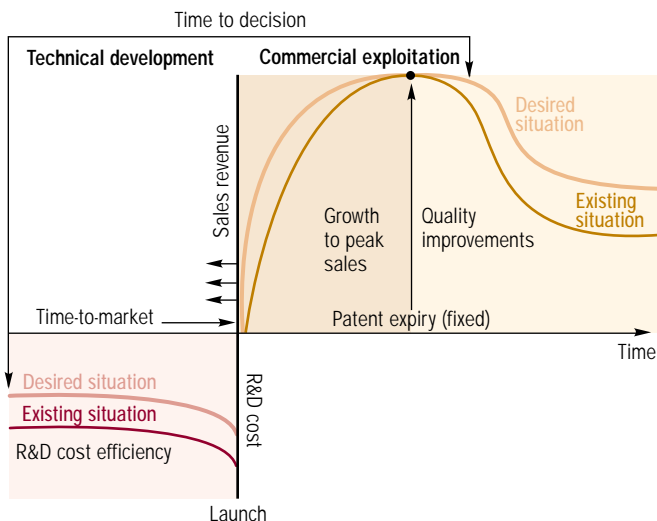 Time to decision
Technical development
Commercial exploitation
Desired
situation
Sales revenue
Existing
situation
Growth
to peak
sales
Quality
improvements
Time-to-market
Patent expiry (fixed)
Time
Desired situation
R&D cost
Existing situation
R&D cost efficiency
Launch